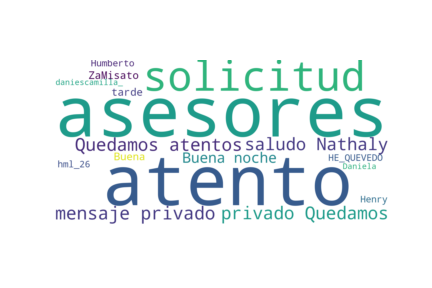 Humberto
ZaMisato solicitud
daniescamilla_
tarde
asesores
Quedamos atentos saludo Nathaly
Buena Buena noche HE_QUEVEDO
hml_26 atento Daniela
Henry
mensaje privado privado Quedamos